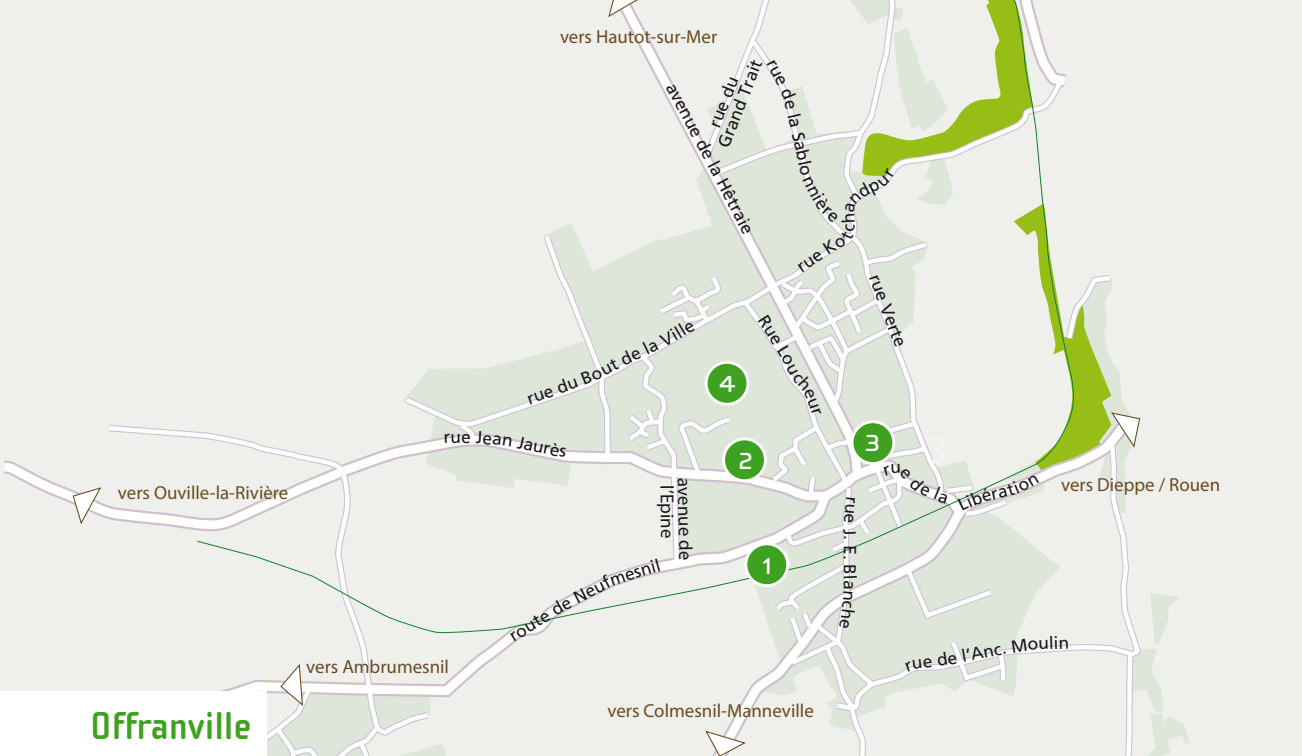 vers Hautot-sur-Mer
rue du
Grand Trait
rue de la Sablonnière
avenue de la Hêtraie
rue Kotchandpur
rue Verte
Rue Loucheur
rue du Bout de la Ville
4
rue Jean Jaurès
2
3
3
rue de la Libération
vers Dieppe / Rouen
vers Ouville-la-Rivière
avenue de
l'Epine
rue J. E. Blanche
1
route de Neufmesnil
rue de l'Anc. Moulin
vers Ambrumesnil
vers Colmesnil-Manneville
Offranville